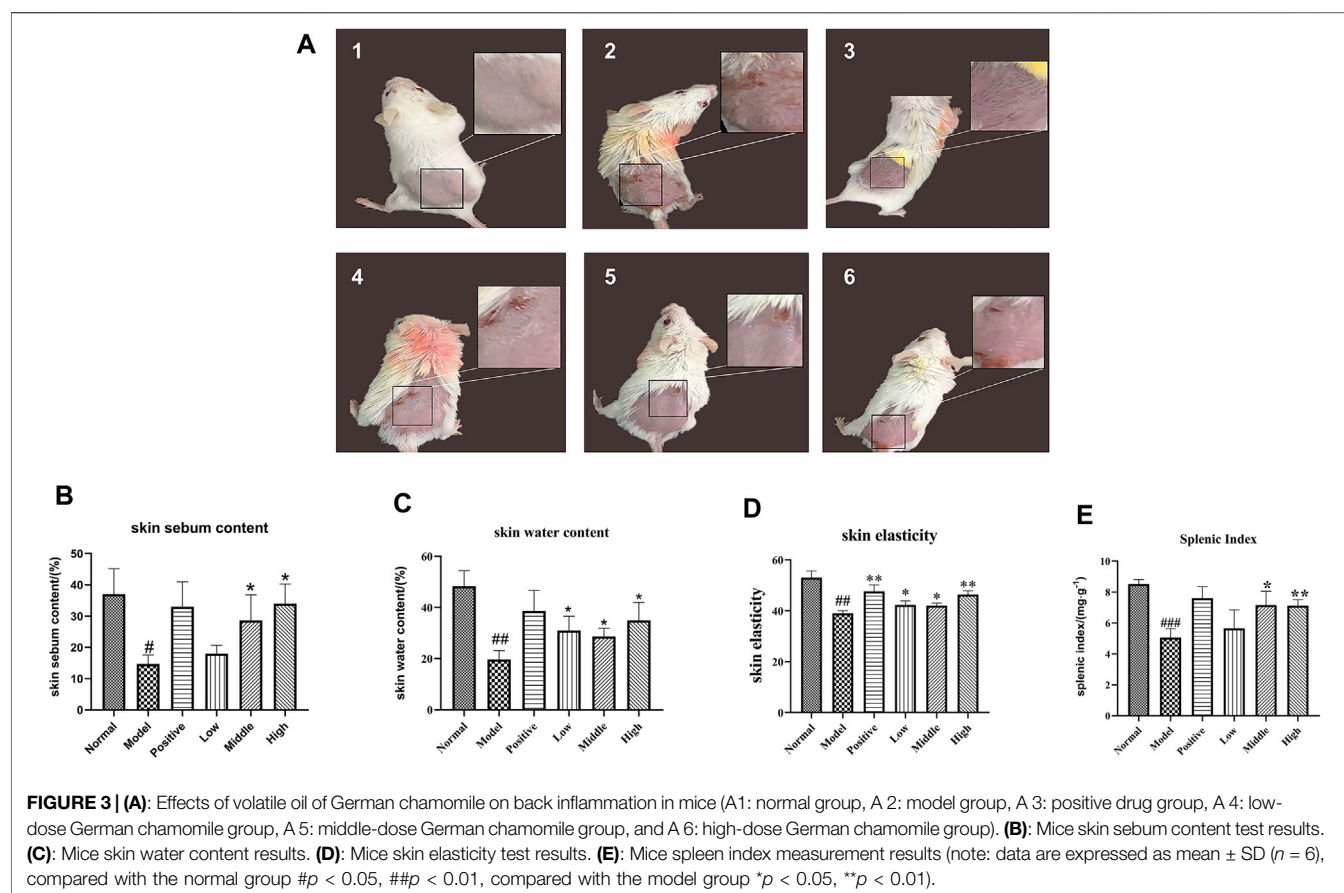 A
1
2
3
4
5
6
B
skin sebum content
skin sebum content/(%)
50
40
30
20
10
0
#
*
*
Normal
Model
Positive
Low
Middle
High
C
skin water content
skin water content/(%)
60
40
20
0
##
*
*
*
Normal
Model
Positive
Low
Middle
High
D
skin elasticity
skin elasticity
60
40
20
0
##
**
*
*
**
Normal
Model
Positive
Low
Middle
High
E
Splenic Index
splenic index/(mg·g-1)
10
8
6
4
2
0
###
*
**
Normal
Model
Positive
Low
Middle
High
FIGURE 3 | (A): Effects of volatile oil of German chamomile on back inflammation in mice (A1: normal group, A 2: model group, A 3: positive drug group, A 4: low-
dose German chamomile group, A 5: middle-dose German chamomile group, and A 6: high-dose German chamomile group). (B): Mice skin sebum content test results.
(C): Mice skin water content results. (D): Mice skin elasticity test results. (E): Mice spleen index measurement results (note: data are expressed as mean ± SD (n = 6),
compared with the normal group #p < 0.05, ##p < 0.01, compared with the model group *p < 0.05, **p < 0.01).